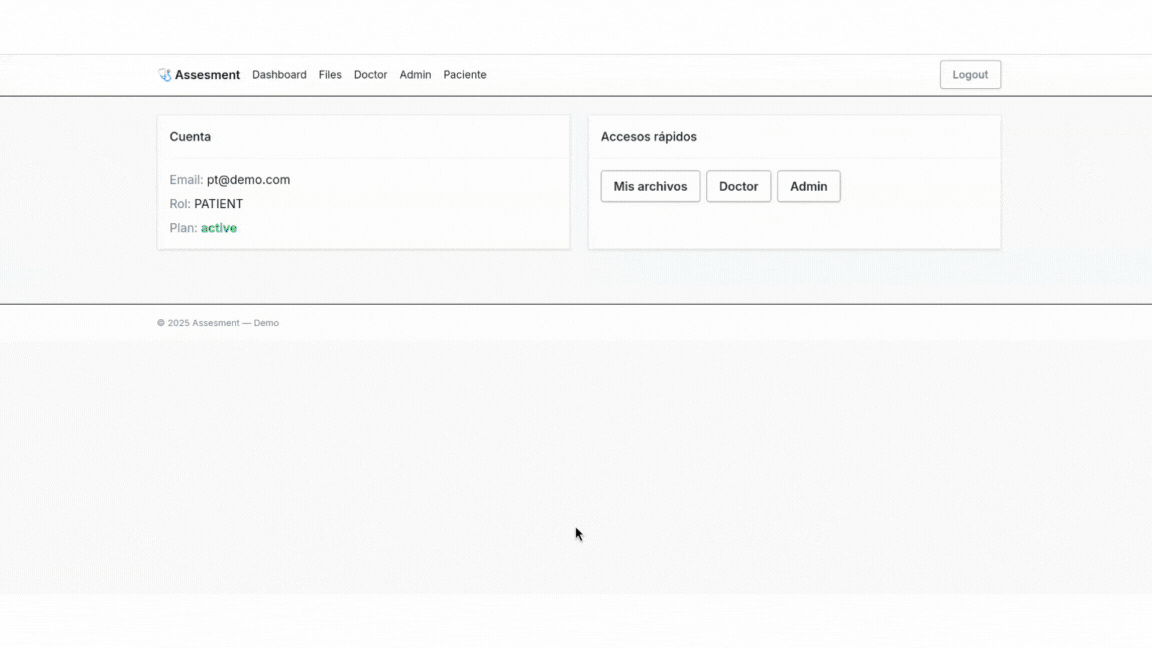 Assesment Dashboard Files Doctor Admin Paciente Logout
Cuenta
Email: pt@demo.com
Rol: PATIENT
Plan: active
Accesos rápidos
Mis archivos Doctor Admin
© 2025 Assesment — Demo